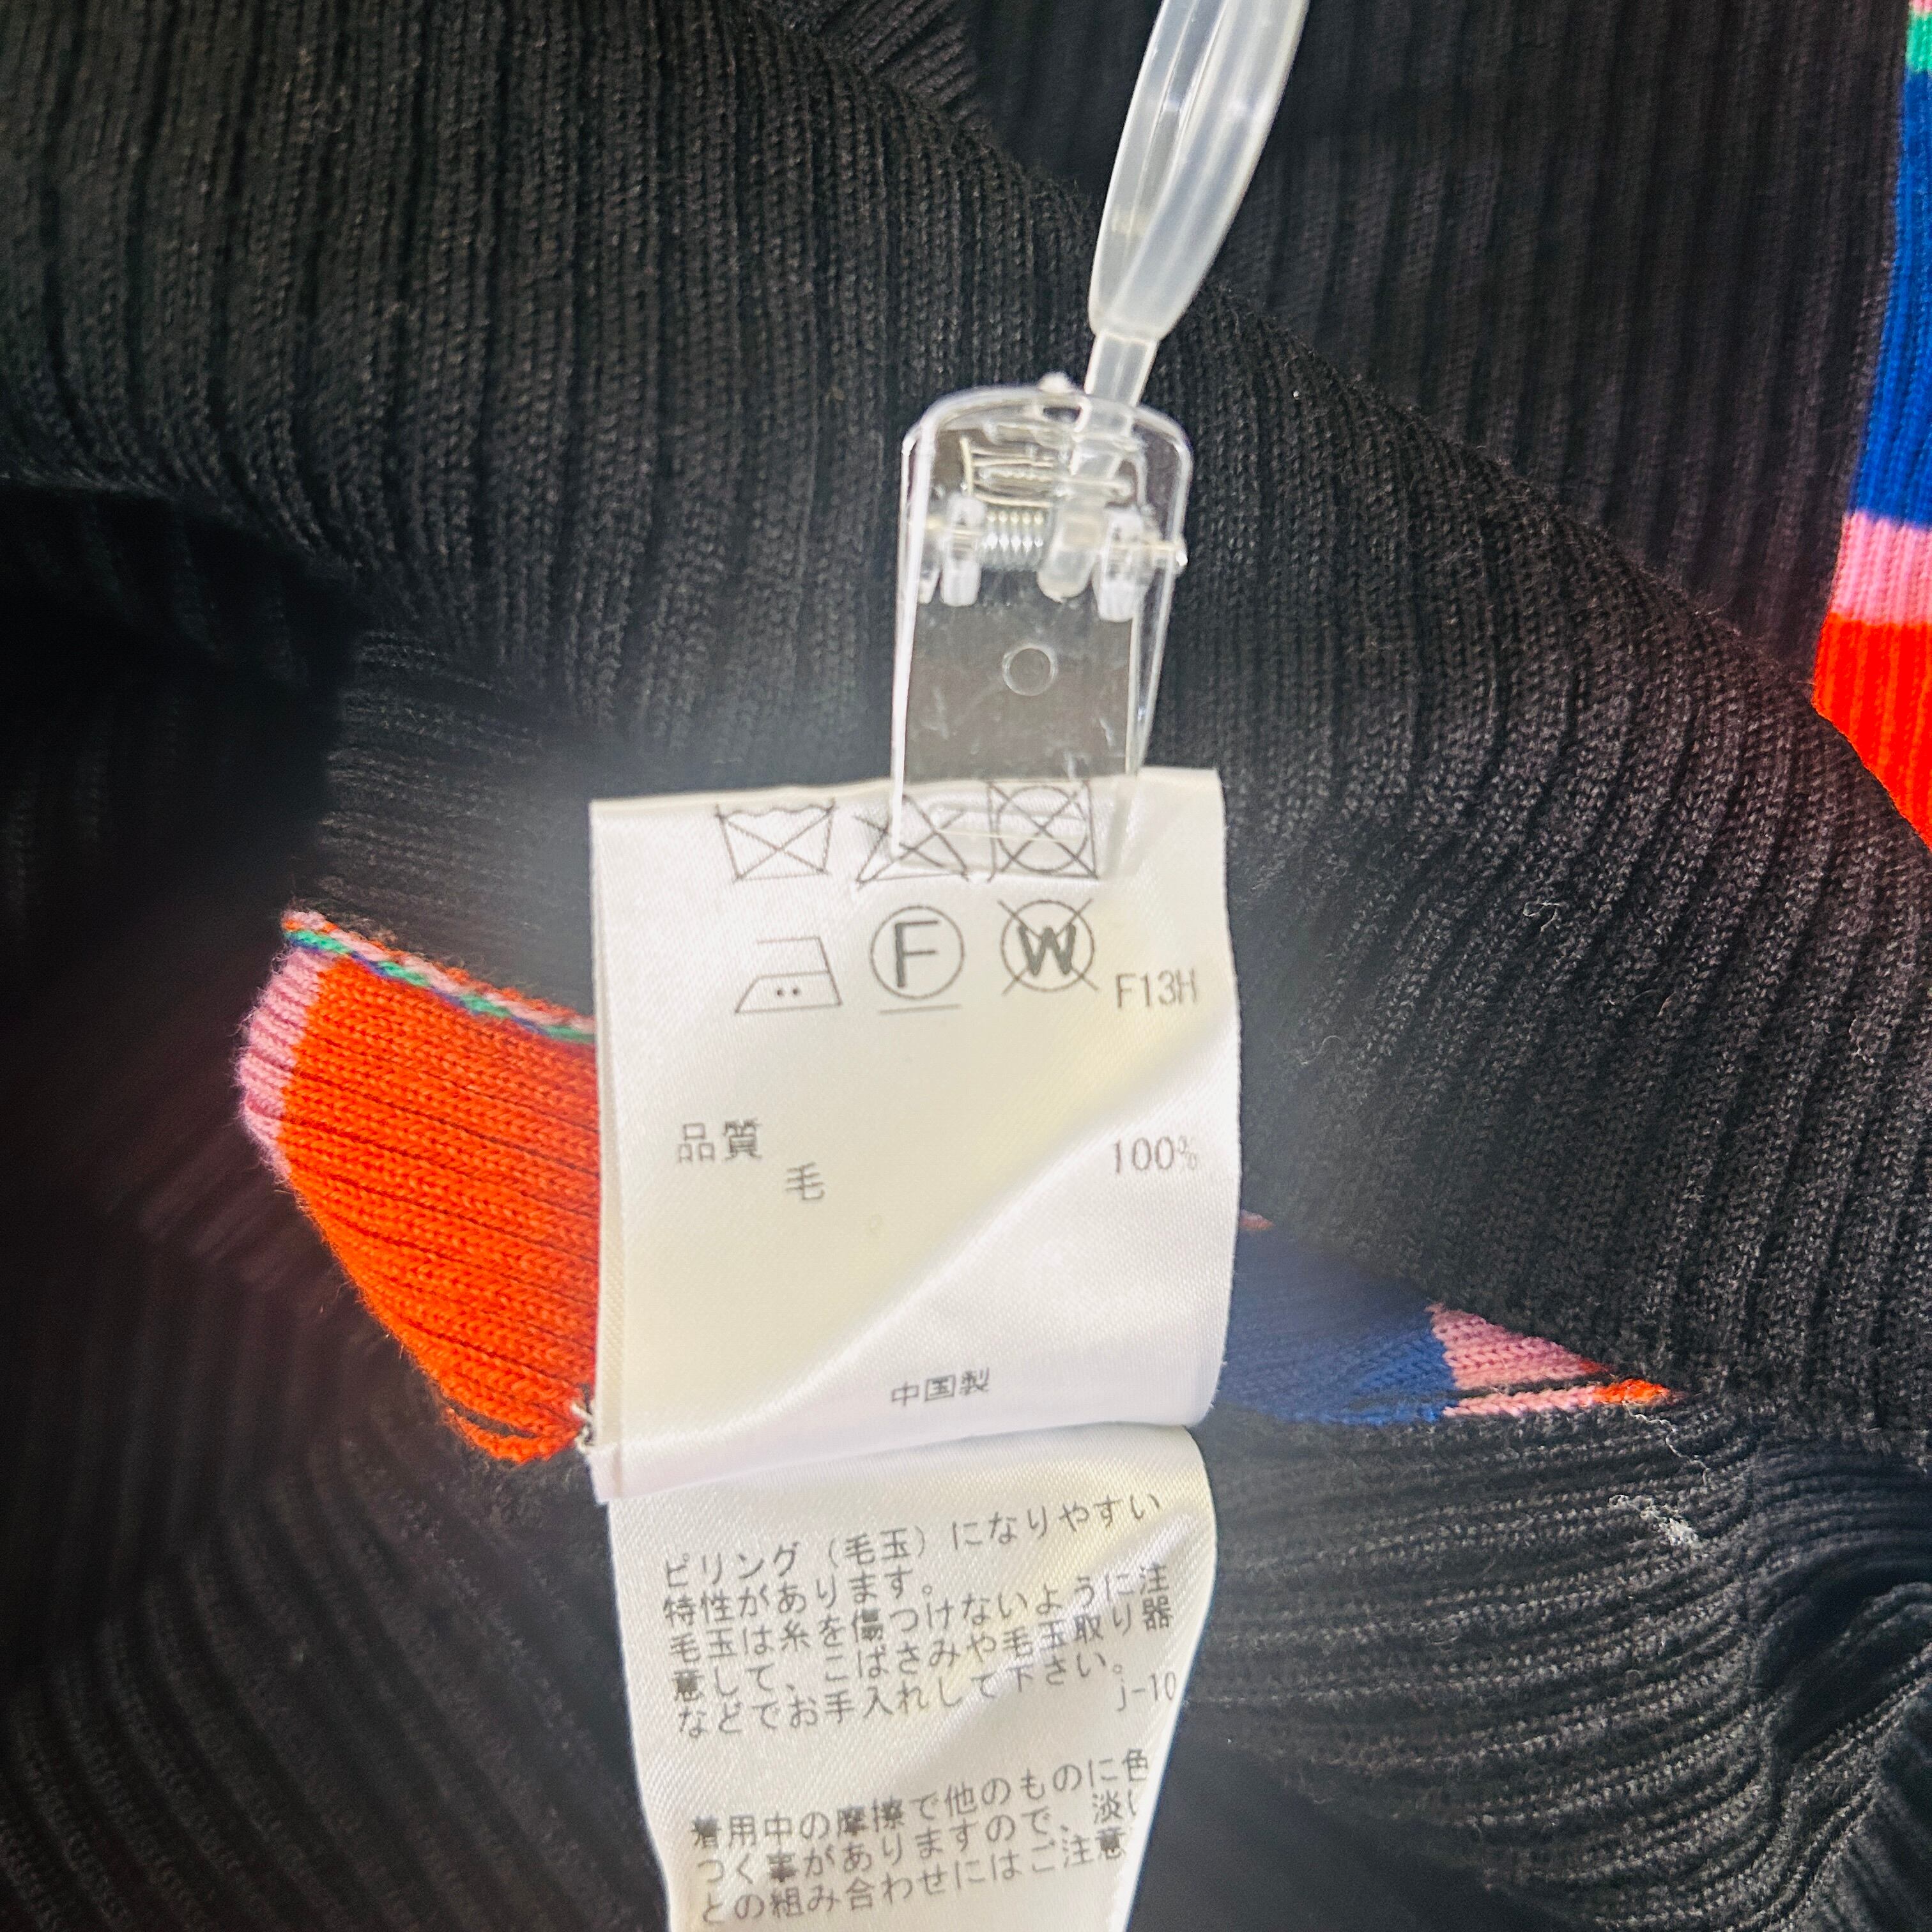 F
W
F13H
品質
毛 100%
中国製
ピリング（毛玉）になりやすい
特性があります。
毛玉は糸を傷つけないように注
意して、こばさみや毛玉取り器
などでお手入れして下さい。
j-10
着用中の摩擦で他のものに色
つく事がありますので、淡い
との組み合わせにはご注意